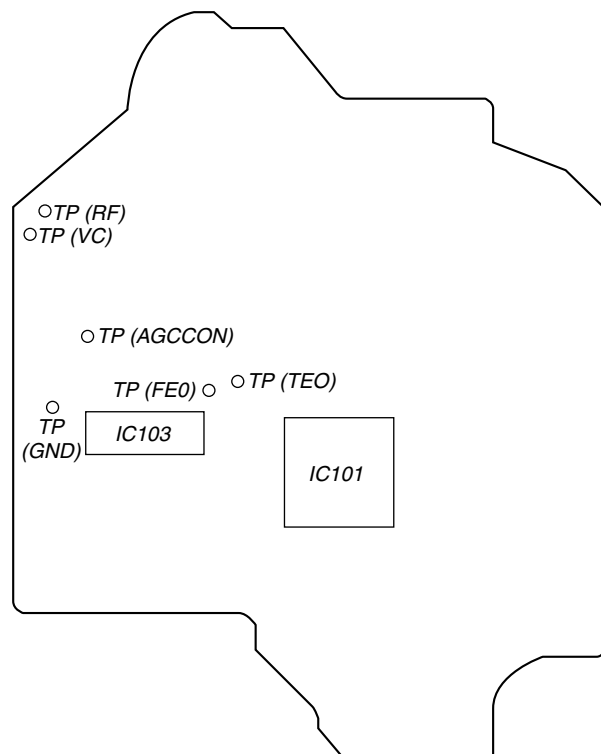 TP (RF)
TP (VC)
TP (AGCCON)
TP (TEO)
TP (FE0)
TP
(GND)
IC103
IC101